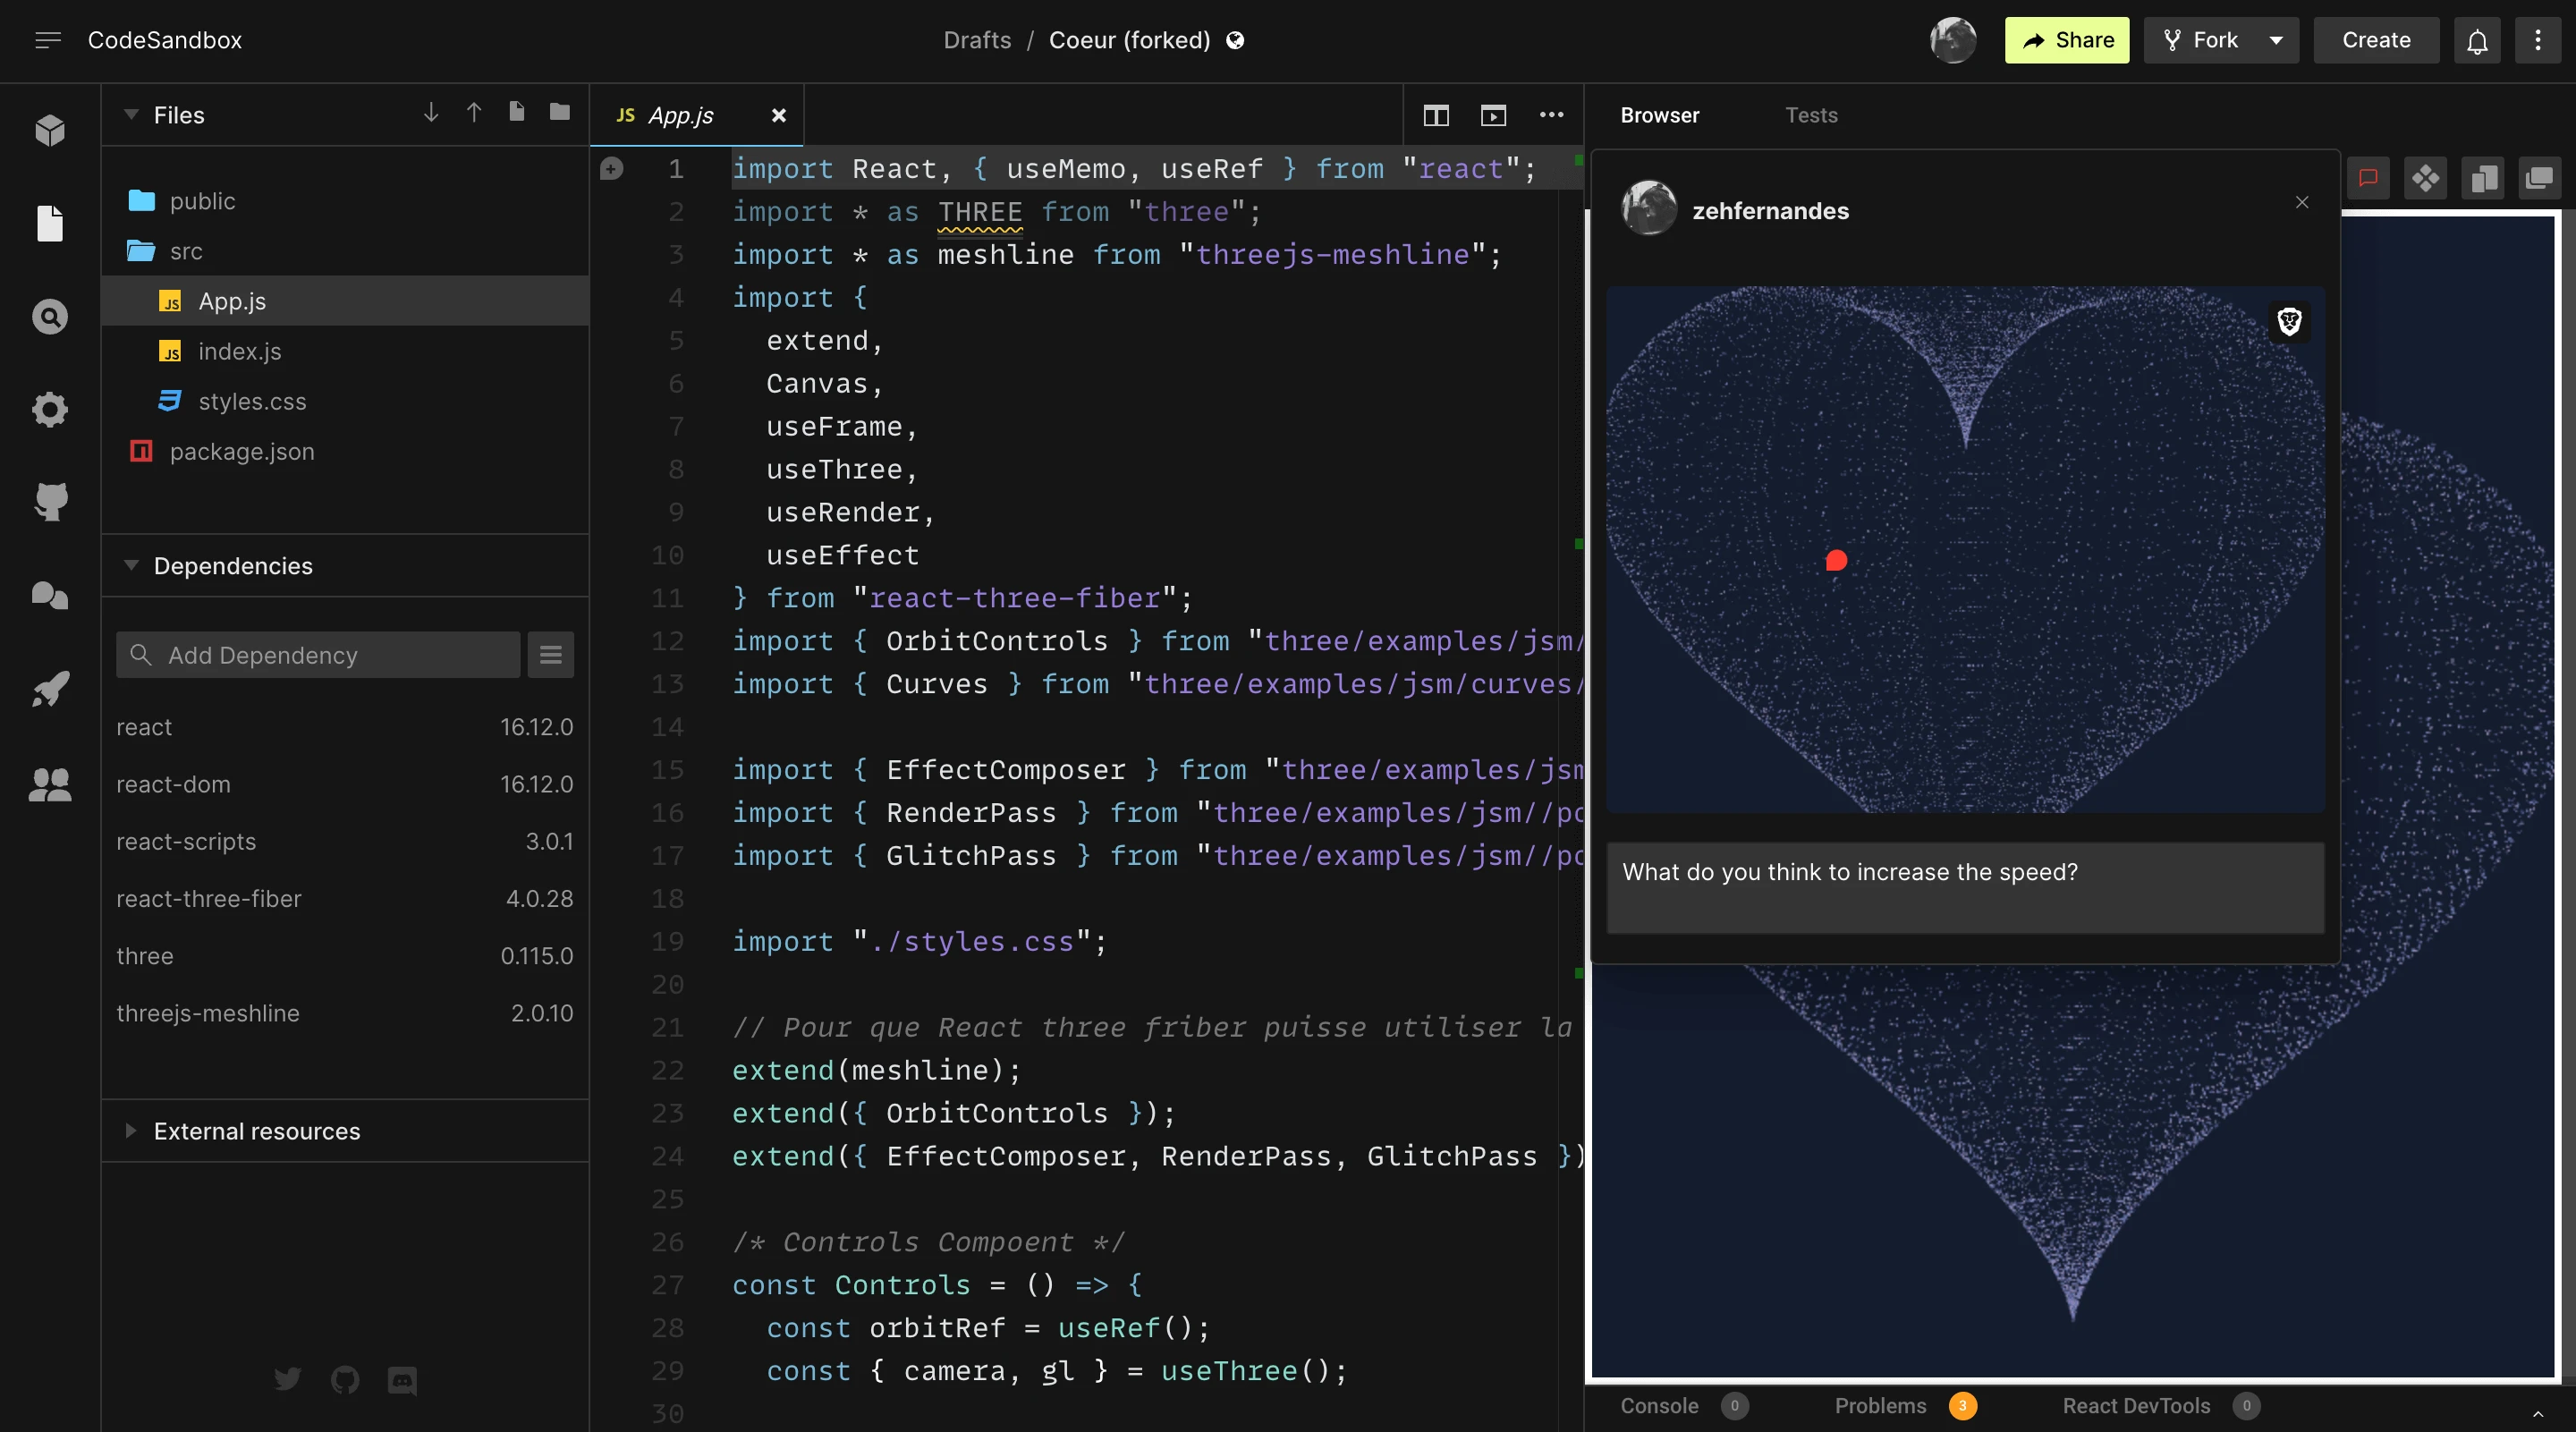 CodeSandbox
Drafts / Coeur (forked)
Share
Fork
Create
Files
public
src
JS App.js
JS index.js
styles.css
package.json
Dependencies
Add Dependency
react 16.12.0
react-dom 16.12.0
react-scripts 3.0.1
react-three-fiber 4.0.28
three 0.115.0
threejs-meshline 2.0.10
External resources
JS App.js
1 import React, { useMemo, useRef } from "react";
2 import * as THREE from "three";
3 import * as meshline from "threejs-meshline";
4 import {
5 extend,
6 Canvas,
7 useFrame,
8 useThree,
9 useRender,
10 useEffect
11 } from "react-three-fiber";
12 import { OrbitControls } from "three/examples/jsm/
13 import { Curves } from "three/examples/jsm/curves/
14
15 import { EffectComposer } from "three/examples/jsm
16 import { RenderPass } from "three/examples/jsm//po
17 import { GlitchPass } from "three/examples/jsm//po
18
19 import "./styles.css";
20
21 // Pour que React three friber puisse utiliser la
22 extend(meshline);
23 extend({ OrbitControls });
24 extend({ EffectComposer, RenderPass, GlitchPass })
25
26 /* Controls Compoent */
27 const Controls = () => {
28 const orbitRef = useRef();
29 const { camera, gl } = useThree();
30
Browser
Tests
zehfernandes
What do you think to increase the speed?
Console 0
Problems 3
React DevTools 0